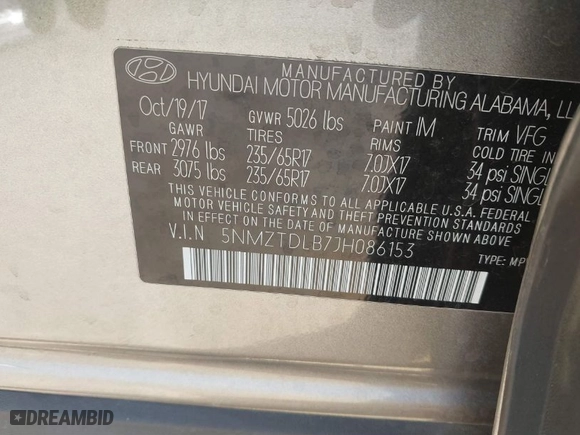 MANUFACTURED BY
HYUNDAI MOTOR MANUFACTURING ALABAMA, LL
Oct/19/17 GVWR 5026 lbs PAINT IM TRIM VFG
GAWR TIRES RIMS COLD TIRE IN
FRONT 2976 lbs 235/65R17 7.0JX17 34 psi SINGL
REAR 3075 lbs 235/65R17 7.0JX17 34 psi SINGL
THIS VEHICLE CONFORMS TO ALL APPLICABLE U.S.A. FEDERAL
MOTOR VEHICLE SAFETY AND THEFT PREVENTION STANDARDS
IN EFFECT ON THE DATE OF MANUFACTURE SHOWN ABOVE.
V.I.N 5NMZTDLB7JH086153
TYPE: MP
DREAMBID